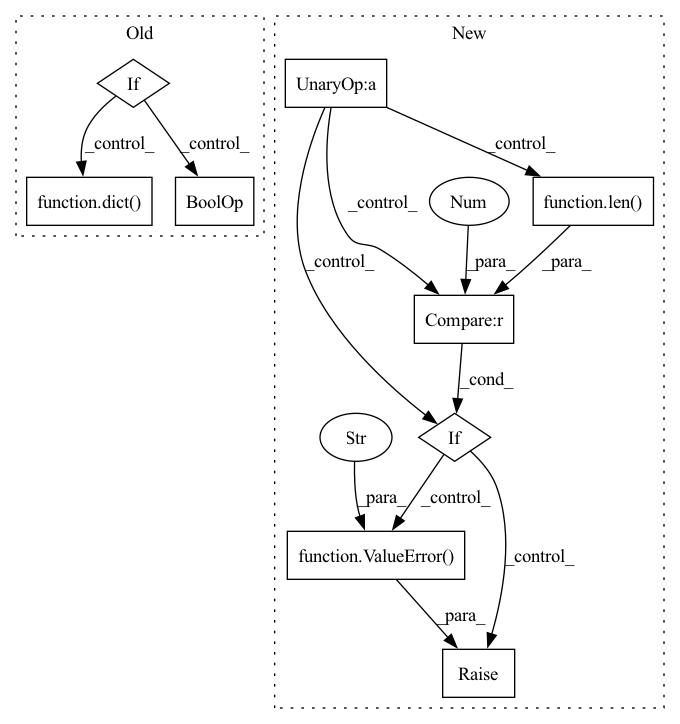 Old
New
If
UnaryOp:a
_control_
_control_
_control_
function.dict()
BoolOp
_control_
Num
function.len()
_control_
_para_
_para_
Compare:r
_cond_
Str
If
_para_
_control_
function.ValueError()
_control_
_para_
Raise